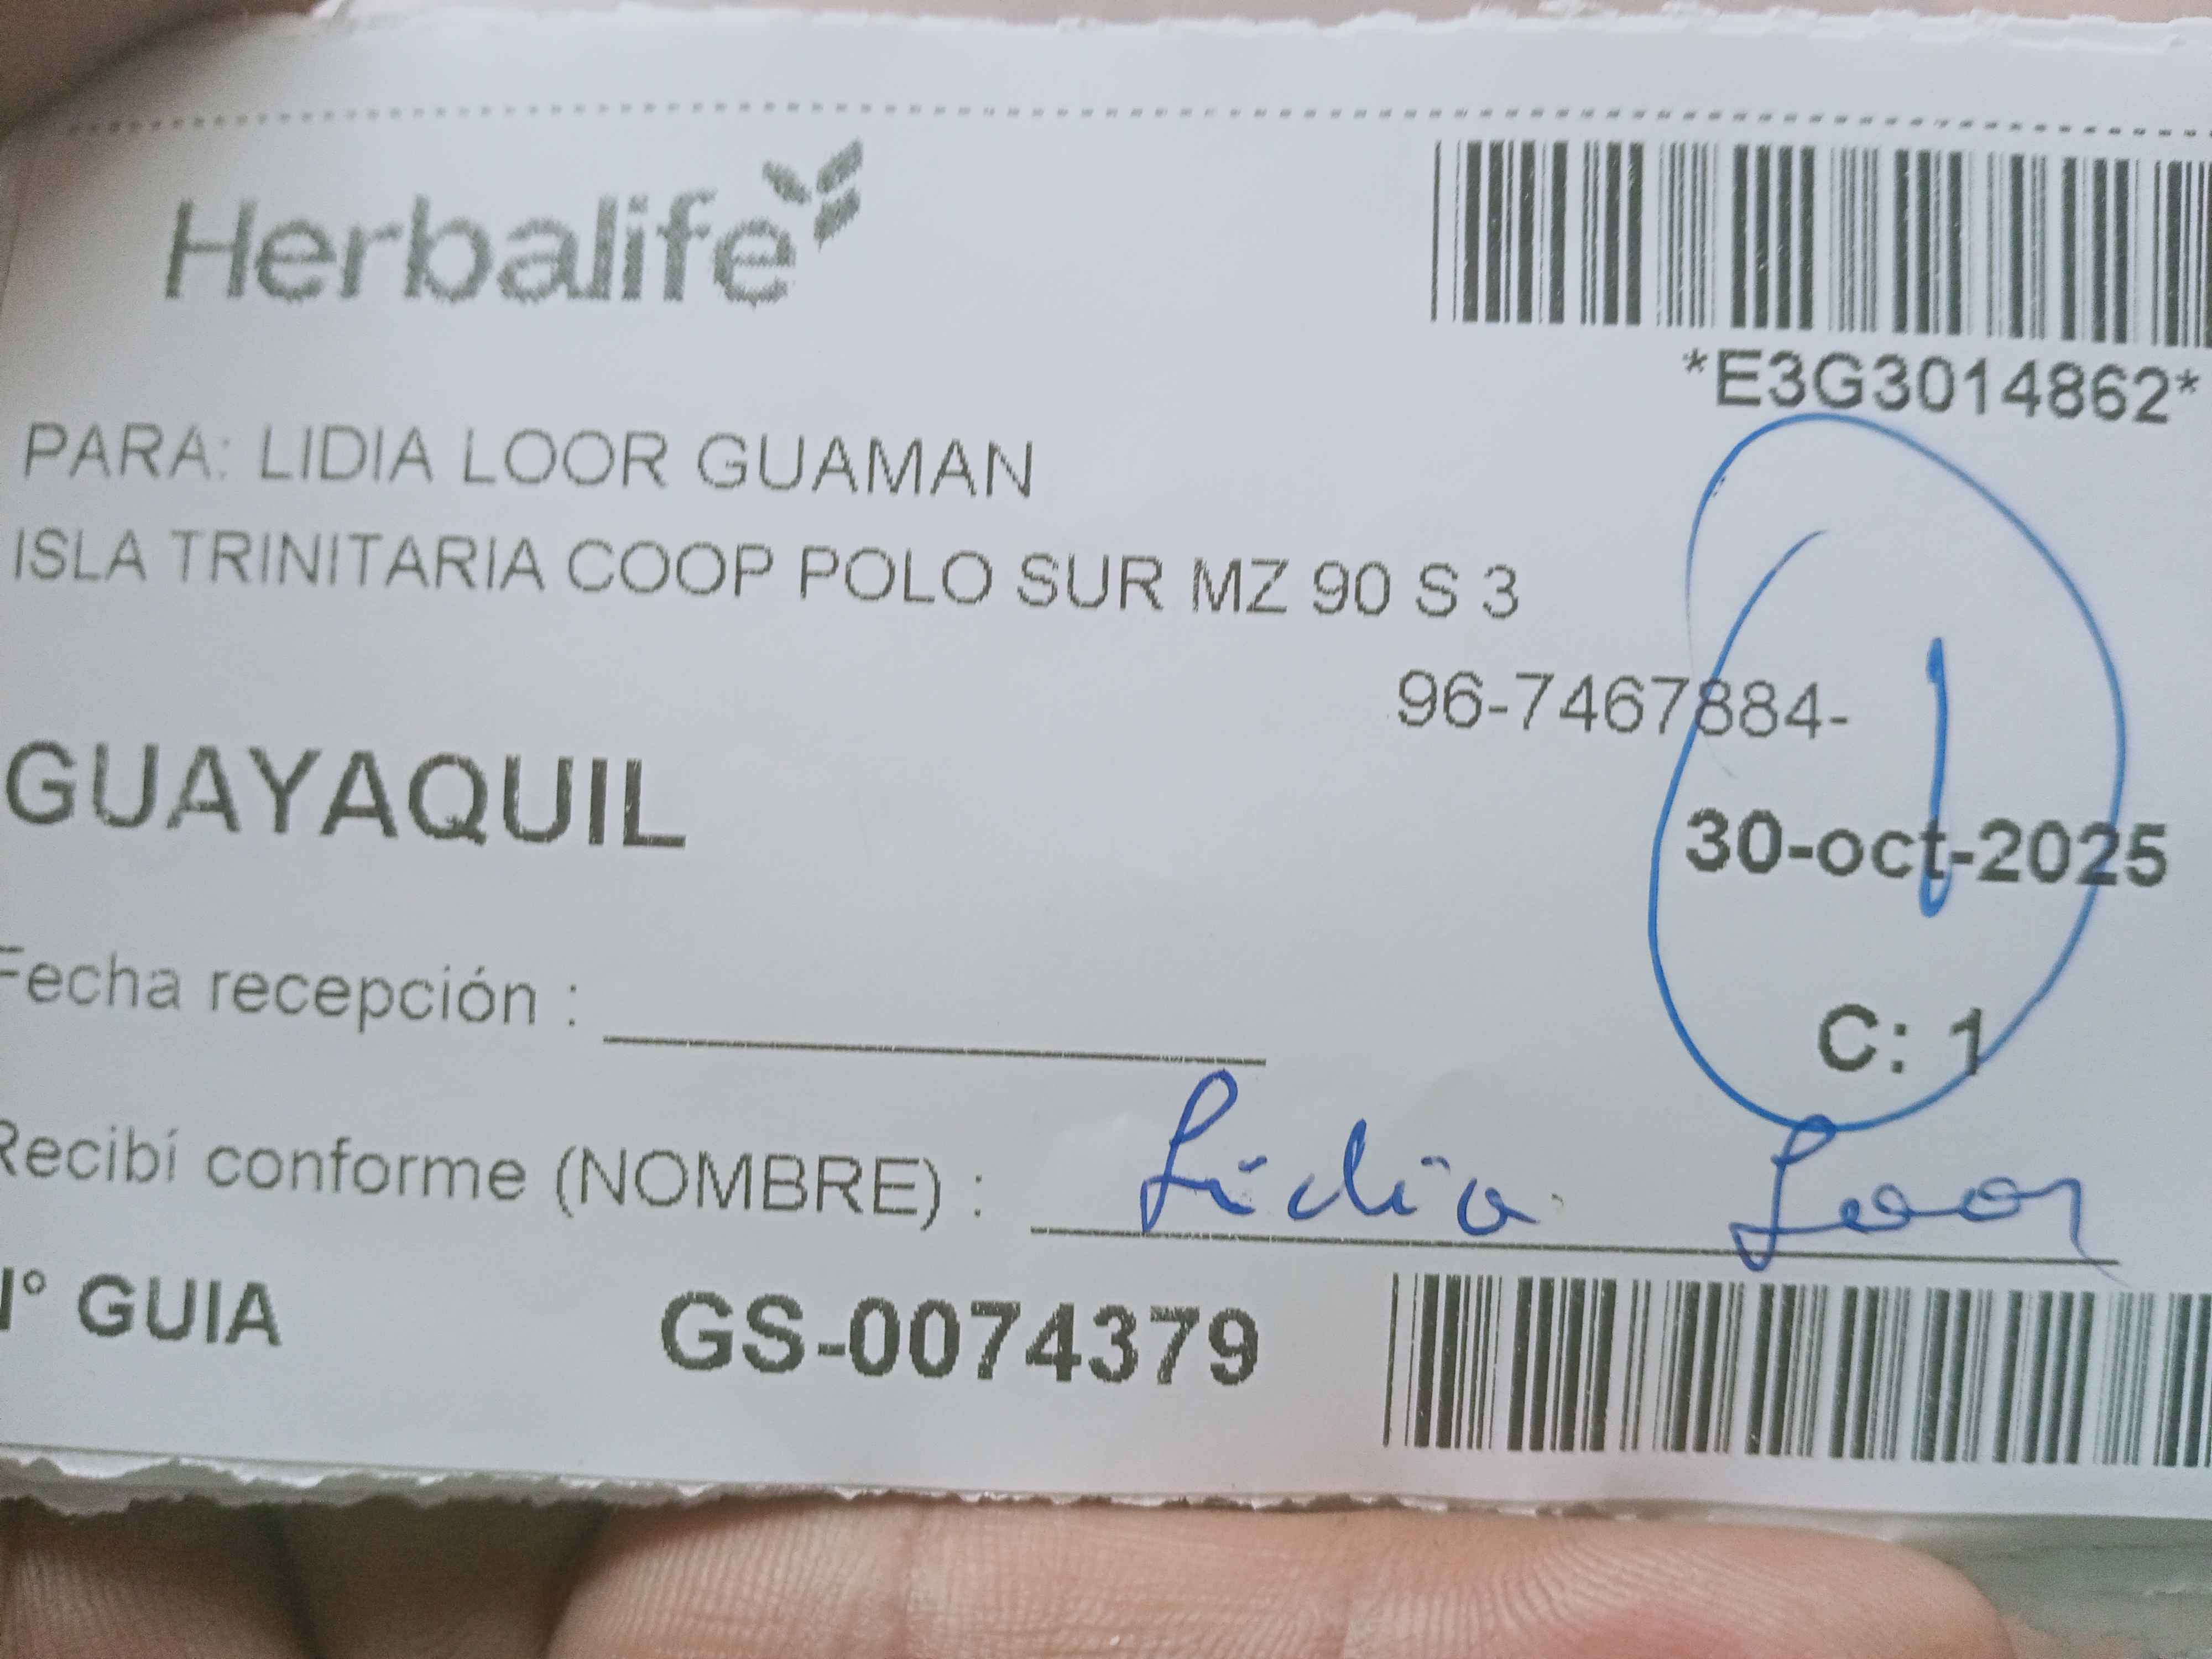 Herbalife
*E3G3014862*
PARA: LIDIA LOOR GUAMAN
ISLA TRINITARIA COOP POLO SUR MZ 90 S 3
96-7467884-
GUAYAQUIL
30-oct-2025
1
C: 1
Fecha recepción :
Recibí conforme (NOMBRE) : Lidia Loor
N° GUIA GS-0074379